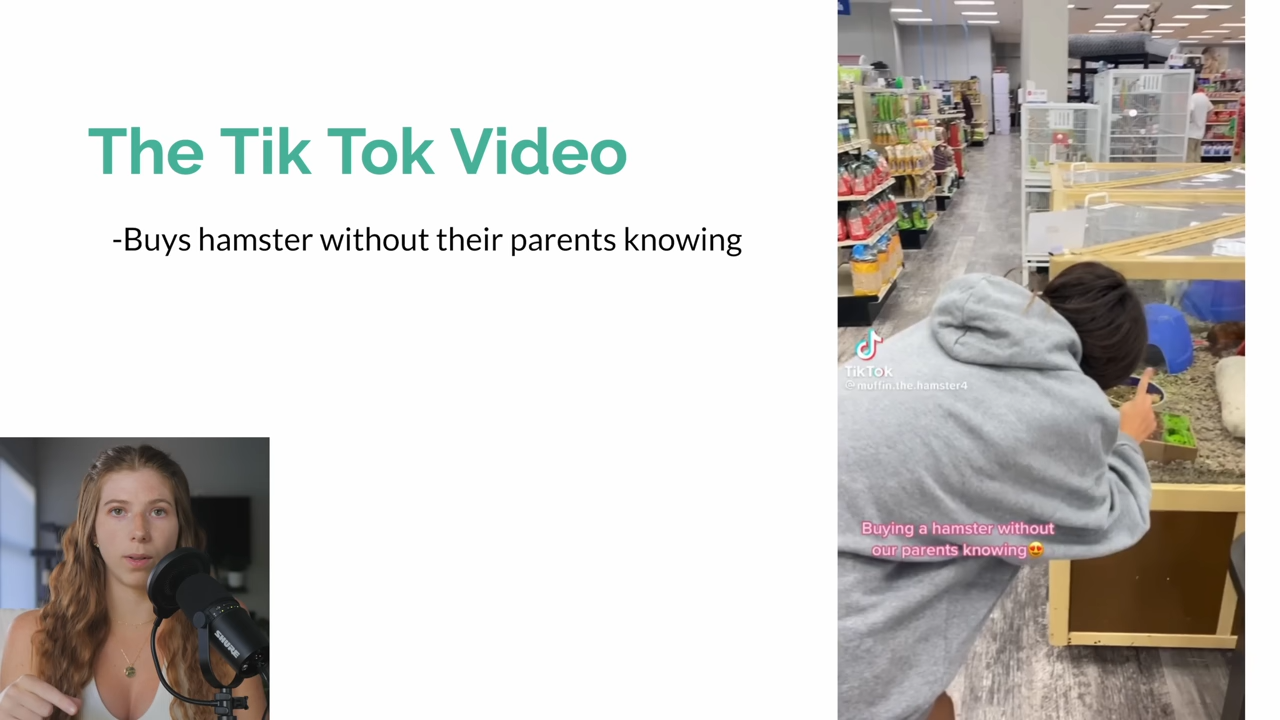 The Tik Tok Video
-Buys hamster without their parents knowing
TikTok
@muffin.the.hamster4
Buying a hamster without
our parents knowing😍
SHURE